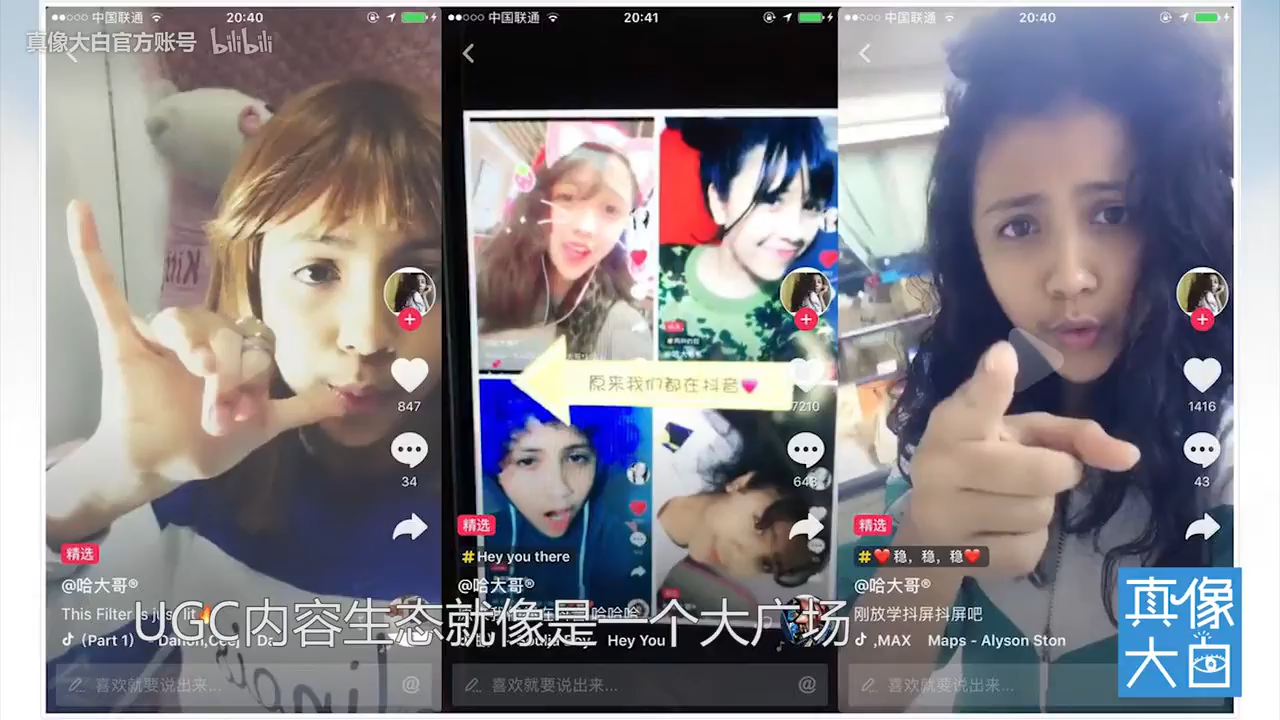 中国联通
20:40
中国联通
20:41
中国联通
20:40
真像大白官方账号 bilibili
847
34
精选
@哈大哥®
This Filter is just lit🔥
(Part 1)
喜欢就要说出来... @
原来我们都在抖音
7210
精选
#Hey you there
@哈大哥®
Hey You
喜欢就要说出来... @
1416
43
精选
#❤️稳，稳，稳❤️
@哈大哥®
刚放学抖屏抖屏吧
,MAX Maps - Alyson Ston
喜欢就要说出来...
UGC内容生态就像是一个大广场
真像
大白